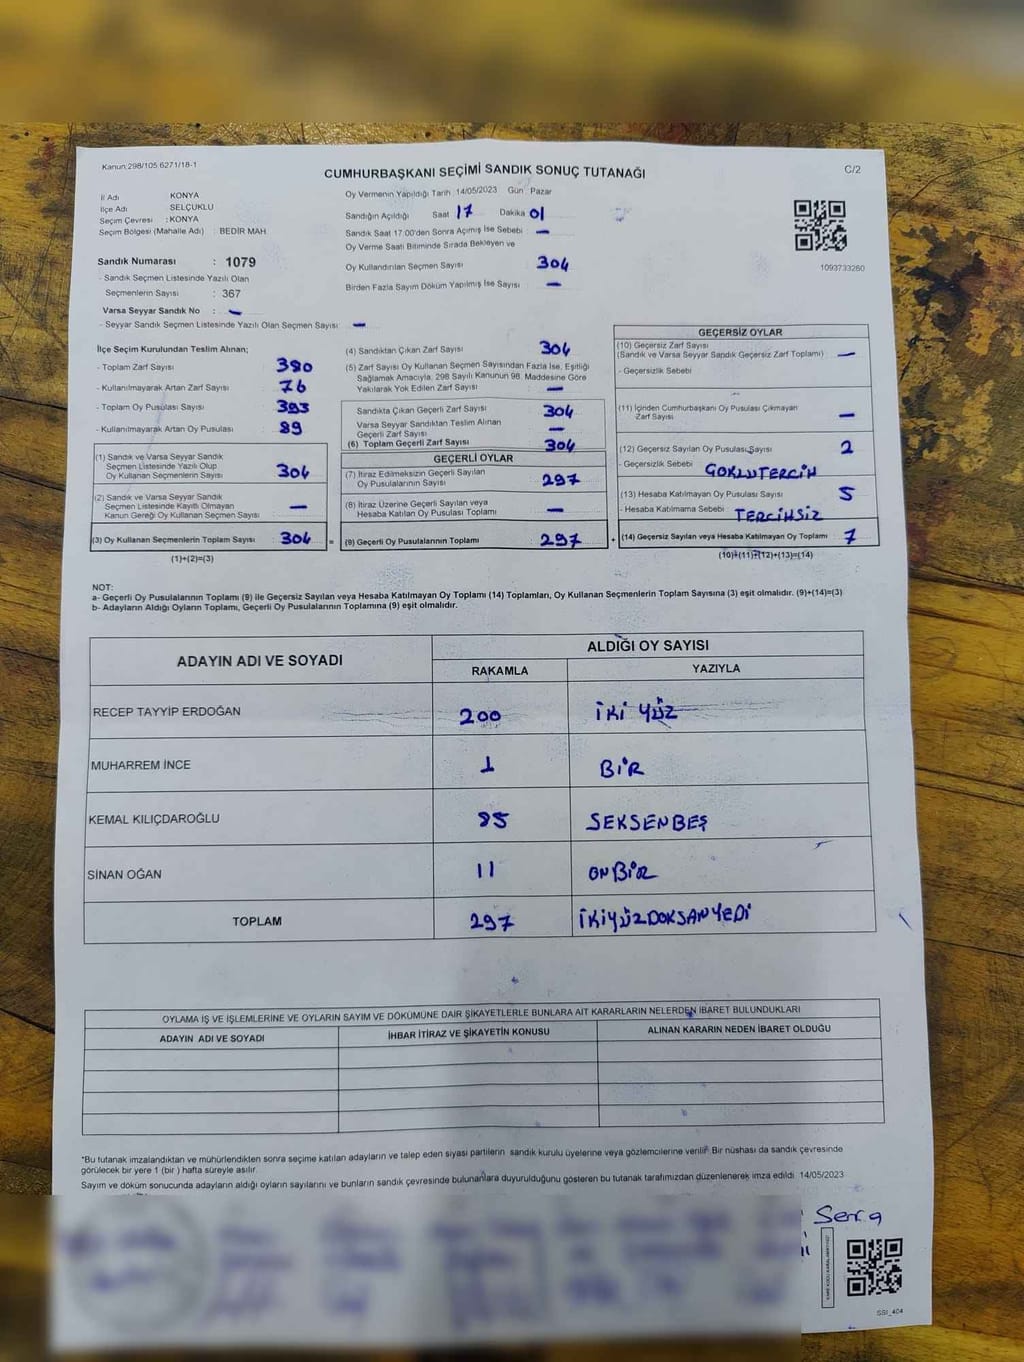 Kanun:298/105 6271/18-1
CUMHURBAŞKANI SEÇİMİ SANDIK SONUÇ TUTANAĞI
C/2
İl Adı KONYA
İlçe Adı SELÇUKLU
Seçim Çevresi : KONYA
Seçim Bölgesi (Mahalle Adı) : BEDİR MAH
Oy Vermenin Yapıldığı Tarih 14/05/2023 Gün : Pazar
Sandığın Açıldığı Saat 17 Dakika 01
Sandık Saat 17.00'den Sonra Açımış İse Sebebi : —
Oy Verme Saati Bitiminde Sırada Bekleyen ve
Oy Kullandırılan Seçmen Sayısı 304
Birden Fazla Sayım Döküm Yapılmış İse Sayısı : —
1093733260
Sandık Numarası : 1079
- Sandık Seçmen Listesinde Yazılı Olan
Seçmenlerin Sayısı : 367
Varsa Seyyar Sandık No : —
- Seyyar Sandık Seçmen Listesinde Yazılı Olan Seçmen Sayısı : —
İlçe Seçim Kurulundan Teslim Alınan;
- Toplam Zarf Sayısı 380
- Kullanılmayarak Artan Zarf Sayısı 76
- Toplam Oy Pusulası Sayısı 393
- Kullanılmayarak Artan Oy Pusulası 89
(1) Sandık ve Varsa Seyyar Sandık
Seçmen Listesinde Yazılı Olup
Oy Kullanan Seçmenlerin Sayısı 304
(2) Sandık ve Varsa Seyyar Sandık
Seçmen Listesinde Kayıtlı Olmayan
Kanun Gereği Oy Kullanan Seçmen Sayısı —
(3) Oy Kullanan Seçmenlerin Toplam Sayısı 304 =
(1)+(2)=(3)
(4) Sandıktan Çıkan Zarf Sayısı 304
(5) Zarf Sayısı Oy Kullanan Seçmen Sayısından Fazla İse, Eşitliği
Sağlamak Amacıyla; 298 Sayılı Kanunun 98. Maddesine Göre
Yakılarak Yok Edilen Zarf Sayısı —
Sandıkta Çıkan Geçerli Zarf Sayısı 304
Varsa Seyyar Sandıktan Teslim Alınan
Geçerli Zarf Sayısı —
(6) Toplam Geçerli Zarf Sayısı 304
GEÇERLİ OYLAR
(7) İtiraz Edilmeksizin Geçerli Sayılan
Oy Pusulalarının Sayısı 297
(8) İtiraz Üzerine Geçerli Sayılan veya
Hesaba Katılan Oy Pusulası Toplamı —
(9) Geçerli Oy Pusulalarının Toplamı 297 +
GEÇERSİZ OYLAR
(10) Geçersiz Zarf Sayısı
(Sandık ve Varsa Seyyar Sandık Geçersiz Zarf Toplamı) —
- Geçersizlik Sebebi
(11) İçinden Cumhurbaşkanı Oy Pusulası Çıkmayan
Zarf Sayısı —
(12) Geçersiz Sayılan Oy Pusulası Sayısı 2
- Geçersizlik Sebebi ÇOKLUTERCİH
(13) Hesaba Katılmayan Oy Pusulası Sayısı 5
- Hesaba Katılmama Sebebi TERCİHSİZ
(14) Geçersiz Sayılan veya Hesaba Katılmayan Oy Toplamı 7
(10)+(11)+(12)+(13)=(14)
NOT:
a- Geçerli Oy Pusulalarının Toplamı (9) ile Geçersiz Sayılan veya Hesaba Katılmayan Oy Toplamı (14) Toplamları, Oy Kullanan Seçmenlerin Toplam Sayısına (3) eşit olmalıdır. (9)+(14)=(3)
b- Adayların Aldığı Oyların Toplamı, Geçerli Oy Pusulalarının Toplamına (9) eşit olmalıdır.
ADAYIN ADI VE SOYADI
ALDIĞI OY SAYISI
RAKAMLA YAZIYLA
RECEP TAYYİP ERDOĞAN 200 İKİ YÜZ
MUHARREM İNCE 1 BİR
KEMAL KILIÇDAROĞLU 85 SEKSENBEŞ
SİNAN OĞAN 11 ONBİR
TOPLAM 297 İKİYÜZDOKSANYEDİ
OYLAMA İŞ VE İŞLEMLERİNE VE OYLARIN SAYIM VE DÖKÜMÜNE DAİR ŞİKAYETLERLE BUNLARA AİT KARARLARIN NELERDEN İBARET BULUNDUKLARI
ADAYIN ADI VE SOYADI İHBAR İTİRAZ VE ŞİKAYETİN KONUSU ALINAN KARARIN NEDEN İBARET OLDUĞU
*Bu tutanak imzalandıktan ve mühürlendikten sonra seçime katılan adayların ve talep eden siyasi partilerin sandık kurulu üyelerine veya gözlemcilerine verilir. Bir nüshası da sandık çevresinde
görülecek bir yere 1 (bir ) hafta süreyle asılır.
Sayım ve döküm sonucunda adayların aldığı oyların sayılarını ve bunların sandık çevresinde bulunanlara duyurulduğunu gösteren bu tutanak tarafımızdan düzenlenerek imza edildi 14/05/2023
SSI_404